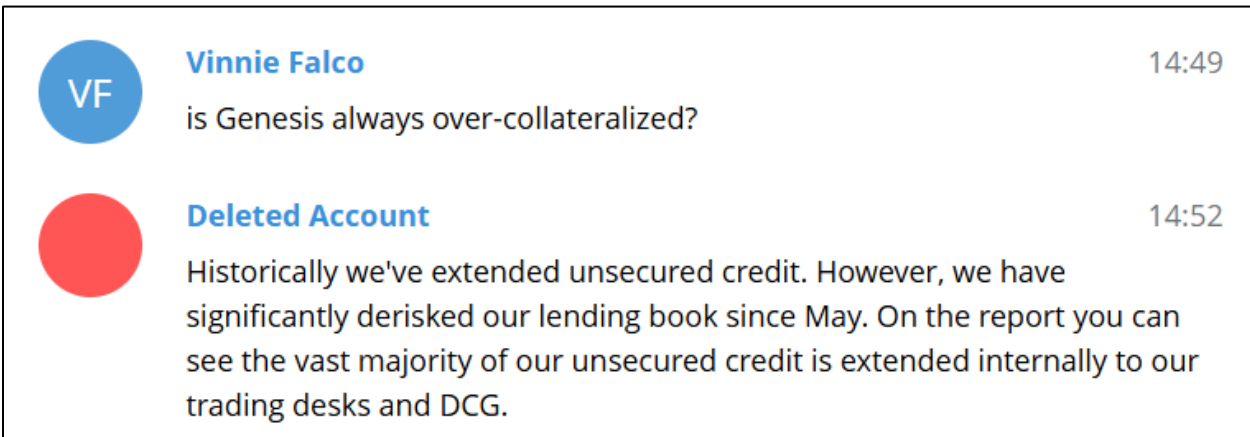 VF
Vinnie Falco 14:49
is Genesis always over-collateralized?
Deleted Account 14:52
Historically we've extended unsecured credit. However, we have
significantly derisked our lending book since May. On the report you can
see the vast majority of our unsecured credit is extended internally to our
trading desks and DCG.